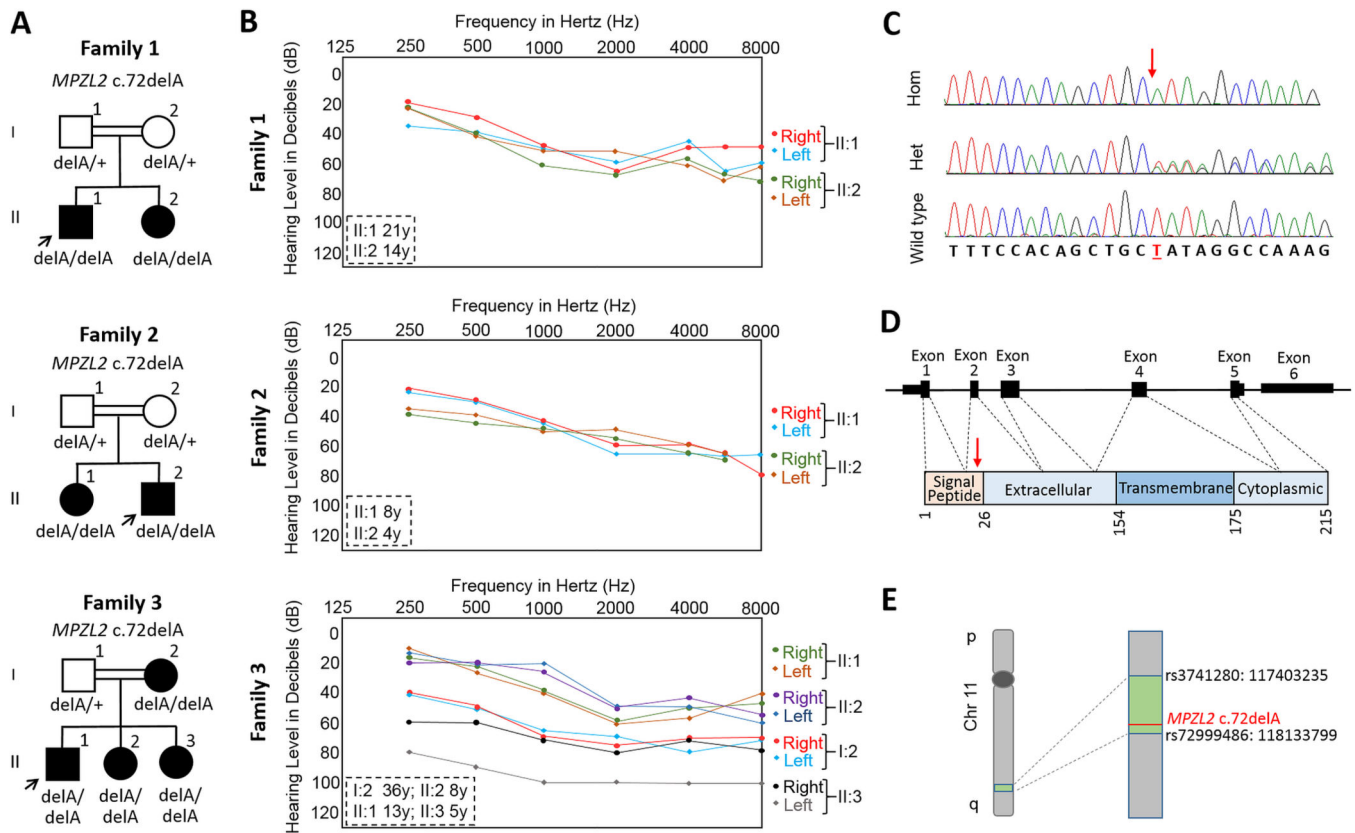 A
Family 1
MPZL2 c.72delA
I
1
2
delA/+
delA/+
II
1
2
delA/delA
delA/delA
Family 2
MPZL2 c.72delA
I
1
2
delA/+
delA/+
II
1
2
delA/delA
delA/delA
Family 3
MPZL2 c.72delA
I
1
2
delA/+
delA/delA
II
1
2
3
delA/ delA/ delA/
delA delA delA
B
Family 1
Frequency in Hertz (Hz)
125 250 500 1000 2000 4000 8000
Hearing Level in Decibels (dB)
0
20
40
60
80
100
120
II:1 21y
II:2 14y
Right
Left
II:1
Right
Left
II:2
Family 2
Frequency in Hertz (Hz)
125 250 500 1000 2000 4000 8000
Hearing Level in Decibels (dB)
0
20
40
60
80
100
120
II:1 8y
II:2 4y
Right
Left
II:1
Right
Left
II:2
Family 3
Frequency in Hertz (Hz)
125 250 500 1000 2000 4000 8000
Hearing Level in Decibels (dB)
0
20
40
60
80
100
120
I:2 36y; II:2 8y
II:1 13y; II:3 5y
Right
Left
II:1
Right
Left
II:2
Right
Left
I:2
Right
Left
II:3
C
Hom
Het
Wild type
T T T C C A C A G C T G C T A T A G G C C A A A G
D
Exon 1
Exon 2
Exon 3
Exon 4
Exon 5
Exon 6
Signal Peptide
Extracellular
Transmembrane
Cytoplasmic
1
26
154
175
215
E
p
Chr 11
q
rs3741280: 117403235
MPZL2 c.72delA
rs72999486: 118133799